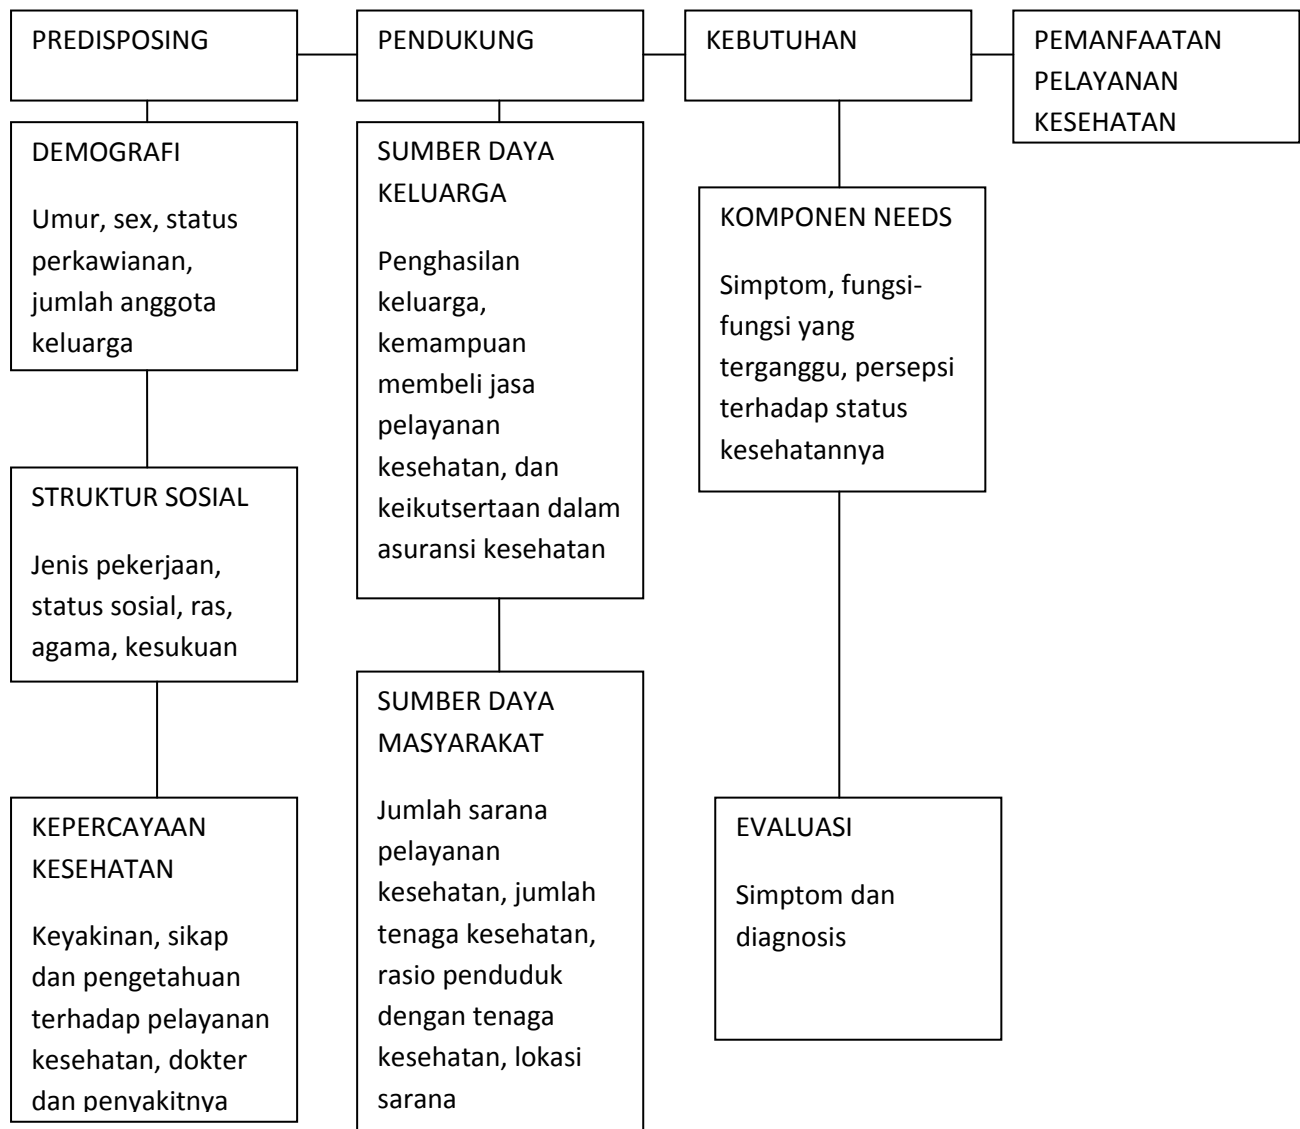 PREDISPOSING
DEMOGRAFI
Umur, sex, status
perkawianan,
jumlah anggota
keluarga
STRUKTUR SOSIAL
Jenis pekerjaan,
status sosial, ras,
agama, kesukuan
KEPERCAYAAN
KESEHATAN
Keyakinan, sikap
dan pengetahuan
terhadap pelayanan
kesehatan, dokter
dan penyakitnya
PENDUKUNG
SUMBER DAYA
KELUARGA
Penghasilan
keluarga,
kemampuan
membeli jasa
pelayanan
kesehatan, dan
keikutsertaan dalam
asuransi kesehatan
SUMBER DAYA
MASYARAKAT
Jumlah sarana
pelayanan
kesehatan, jumlah
tenaga kesehatan,
rasio penduduk
dengan tenaga
kesehatan, lokasi
sarana
KEBUTUHAN
KOMPONEN NEEDS
Simptom, fungsi-
fungsi yang
terganggu, persepsi
terhadap status
kesehatannya
EVALUASI
Simptom dan
diagnosis
PEMANFAATAN
PELAYANAN
KESEHATAN